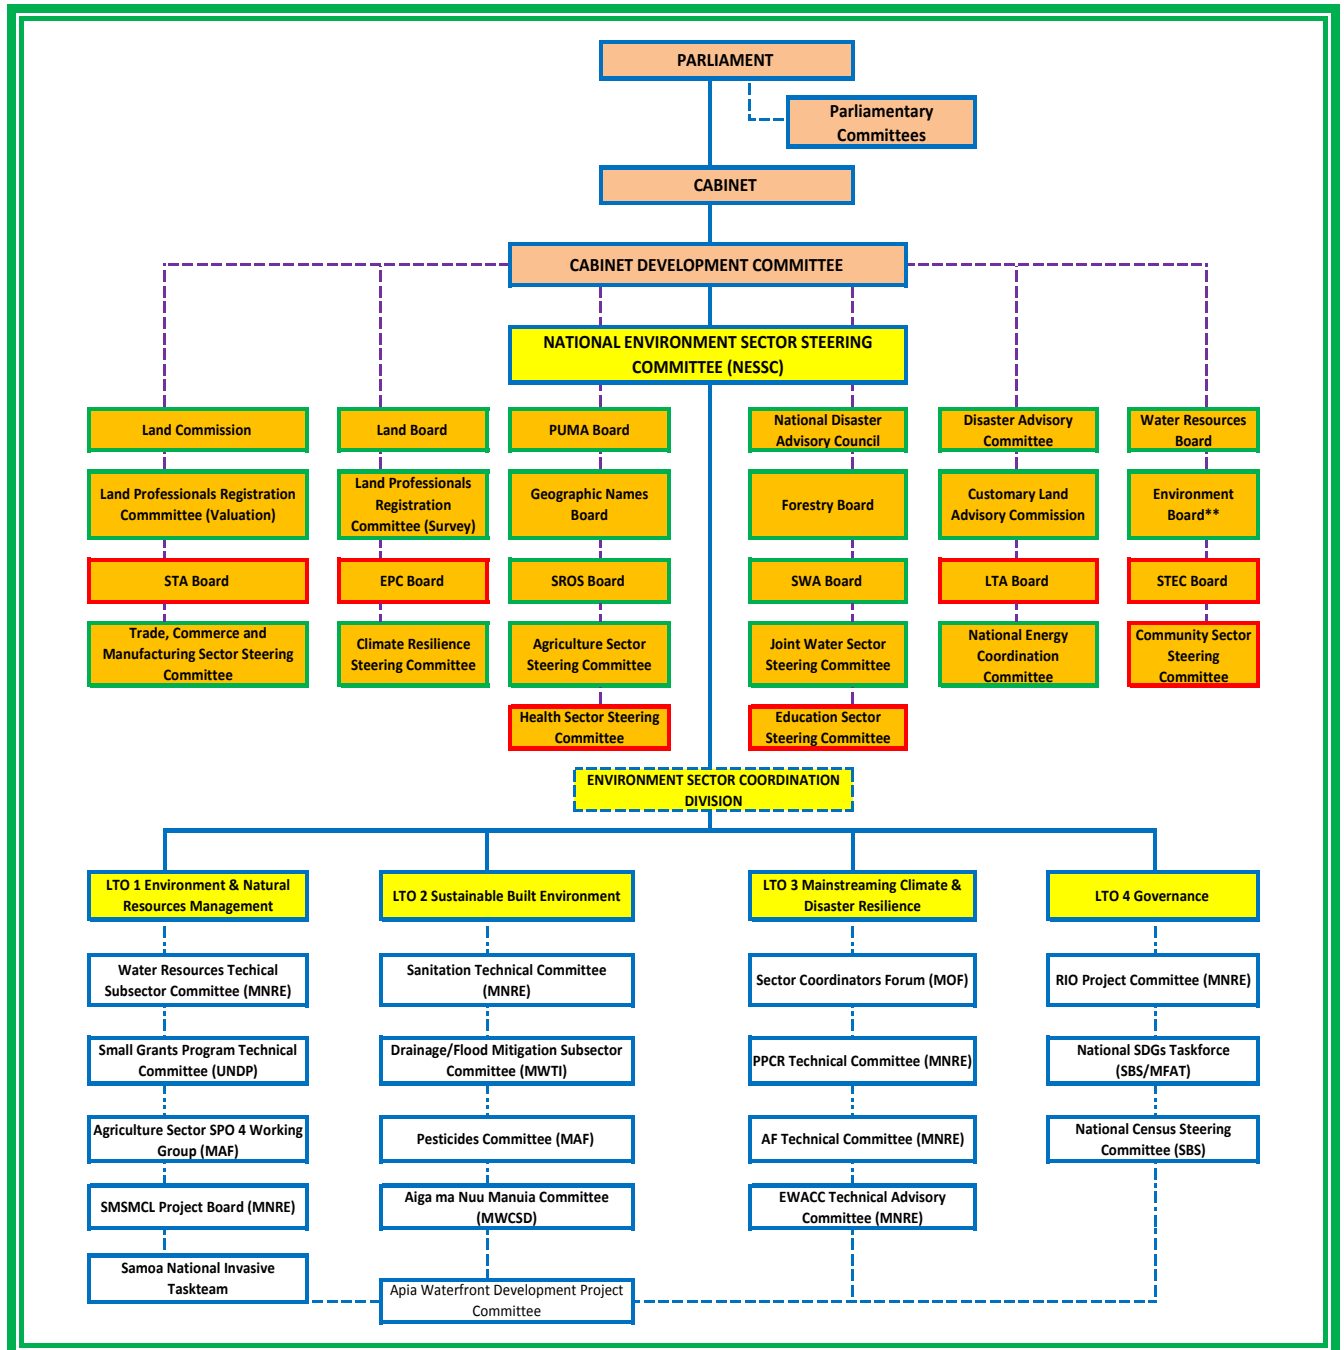 PARLIAMENT
Parliamentary
Committees
CABINET
CABINET DEVELOPMENT COMMITTEE
NATIONAL ENVIRONMENT SECTOR STEERING
COMMITTEE (NESSC)
Land Commission
Land Board
PUMA Board
National Disaster
Advisory Council
Disaster Advisory
Committee
Water Resources
Board
Land Professionals Registration
Commmittee (Valuation)
Land Professionals
Registration
Committee (Survey)
Geographic Names
Board
Forestry Board
Customary Land
Advisory Commission
Environment
Board**
STA Board
EPC Board
SROS Board
SWA Board
LTA Board
STEC Board
Trade, Commerce and
Manufacturing Sector Steering
Committee
Climate Resilience
Steering Committee
Agriculture Sector
Steering Committee
Joint Water Sector
Steering Committee
National Energy
Coordination
Committee
Community Sector
Steering
Committee
Health Sector Steering
Committee
Education Sector
Steering Committee
ENVIRONMENT SECTOR COORDINATION
DIVISION
LTO 1 Environment & Natural
Resources Management
LTO 2 Sustainable Built Environment
LTO 3 Mainstreaming Climate &
Disaster Resilience
LTO 4 Governance
Water Resources Techical
Subsector Committee (MNRE)
Sanitation Technical Committee
(MNRE)
Sector Coordinators Forum (MOF)
RIO Project Committee (MNRE)
Small Grants Program Technical
Committee (UNDP)
Drainage/Flood Mitigation Subsector
Committee (MWTI)
PPCR Technical Committee (MNRE)
National SDGs Taskforce
(SBS/MFAT)
Agriculture Sector SPO 4 Working
Group (MAF)
Pesticides Committee (MAF)
AF Technical Committee (MNRE)
National Census Steering
Committee (SBS)
SMSMCL Project Board (MNRE)
Aiga ma Nuu Manuia Committee
(MWCSD)
EWACC Technical Advisory
Committee (MNRE)
Samoa National Invasive
Taskteam
Apia Waterfront Development Project
Committee